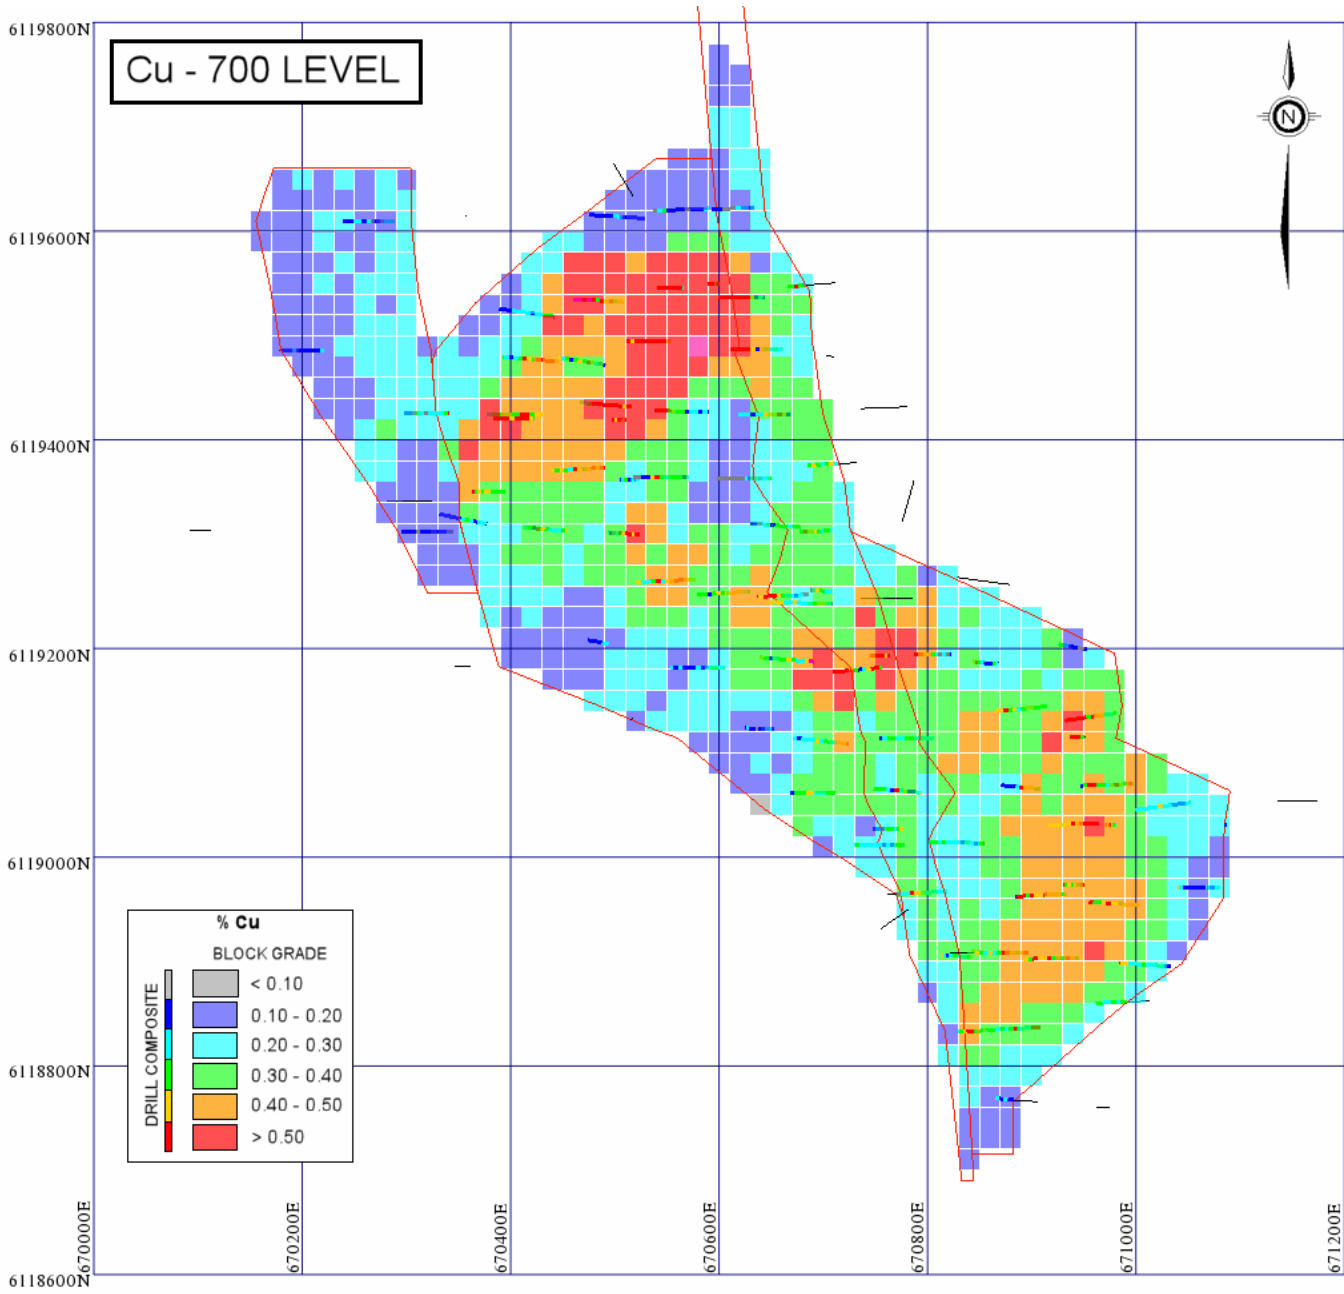 6119800N
Cu - 700 LEVEL
N
6119600N
6119400N
6119200N
6119000N
% Cu
BLOCK GRADE
DRILL COMPOSITE
< 0.10
0.10 - 0.20
0.20 - 0.30
0.30 - 0.40
0.40 - 0.50
> 0.50
6118800N
670000E
670200E
670400E
670600E
670800E
671000E
671200E
6118600N